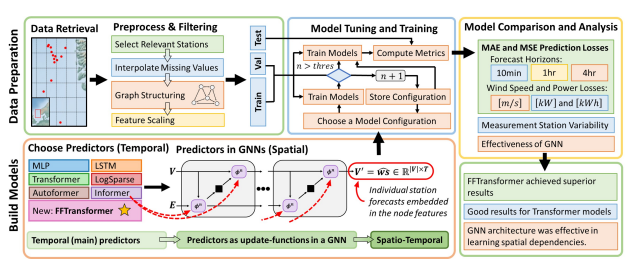 Data Preparation
Data Retrieval
Preprocess & Filtering
Select Relevant Stations
Interpolate Missing Values
Graph Structuring
Feature Scaling
Model Tuning and Training
Test
Val
Train
Train Models
Compute Metrics
n > thres
n + 1
Train Models
Store Configuration
Choose a Model Configuration
Model Comparison and Analysis
MAE and MSE Prediction Losses
Forecast Horizons:
10min
1hr
4hr
Wind Speed and Power Losses:
[m/s]
[kW] and [kWh]
Measurement Station Variability
Effectiveness of GNN
FFTransformer achieved superior
results
Good results for Transformer models
GNN architecture was effective in
learning spatial dependencies.
Build Models
Choose Predictors (Temporal)
MLP
LSTM
Transformer
LogSparse
Autoformer
Informer
New: FFTransformer
Predictors in GNNs (Spatial)
V
E
ϕᵛ
ϕᵉ
ϕᵛ
ϕᵉ
Individual station
forecasts embedded
in the node features
Temporal (main) predictors
Predictors as update-functions in a GNN
Spatio-Temporal